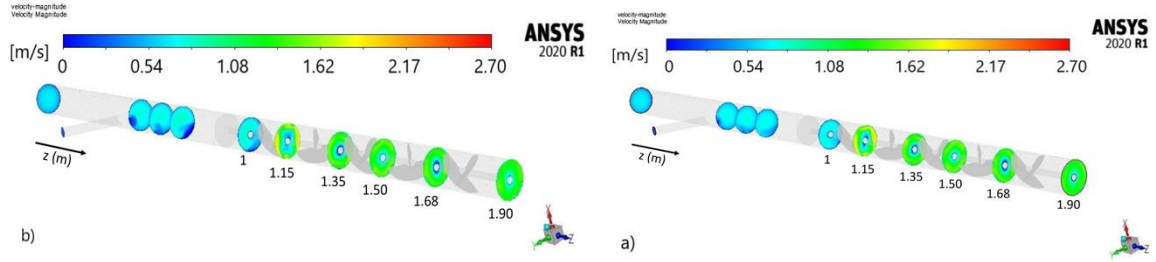 velocity-magnitude
Velocity Magnitude
ANSYS
2020 R1
[m/s]
0 0.54 1.08 1.62 2.17 2.70
z (m)
1
1.15
1.35
1.50
1.68
1.90
X
Y
Z
b)
velocity-magnitude
Velocity Magnitude
ANSYS
2020 R1
[m/s]
0 0.54 1.08 1.62 2.17 2.70
z (m)
1
1.15
1.35
1.50
1.68
1.90
X
Y
Z
a)